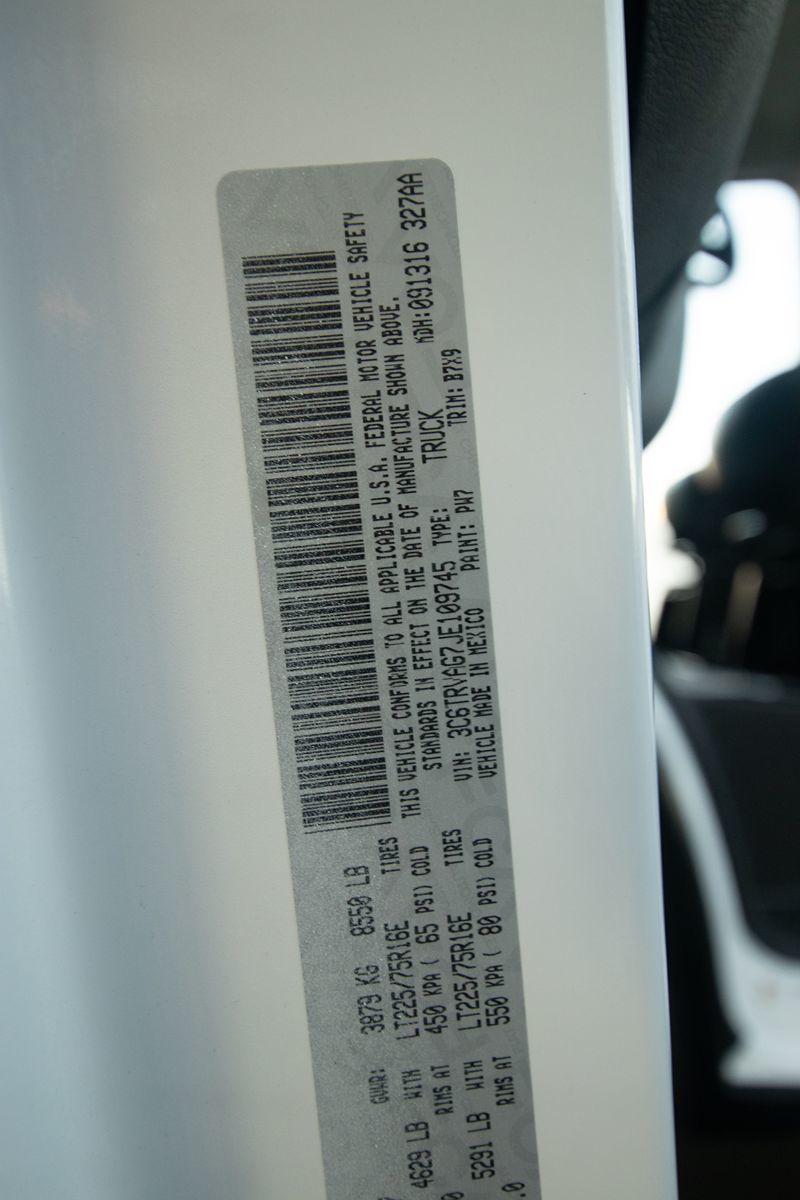 GVWR: 3879 KG 8550 LB
4629 LB WITH LT225/75R16E TIRES
RIMS AT 450 KPA ( 65 PSI) COLD
5291 LB WITH LT225/75R16E TIRES
.0 RIMS AT 550 KPA ( 80 PSI) COLD
THIS VEHICLE CONFORMS TO ALL APPLICABLE U.S.A. FEDERAL MOTOR VEHICLE SAFETY
STANDARDS IN EFFECT ON THE DATE OF MANUFACTURE SHOWN ABOVE.
MDH: 091316 327AA
VIN: 3C6TRVAG7JE109745 TYPE: TRUCK
VEHICLE MADE IN MEXICO PAINT: PW7 TRIM: B7X9